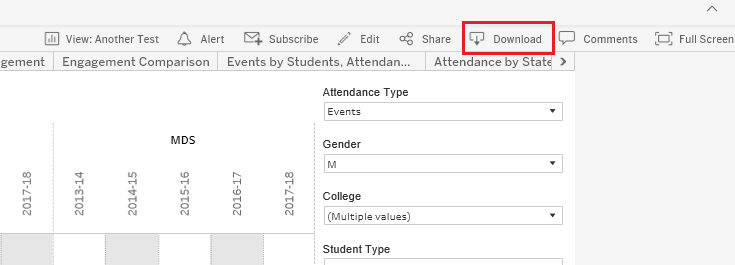 View: Another Test Alert Subscribe Edit Share Download Comments Full Screen
gement Engagement Comparison Events by Students, Attendan... Attendance by State
Attendance Type
Events
MDS
Gender
M
2017-18 2013-14 2014-15 2015-16 2016-17 2017-18
College
(Multiple values)
Student Type